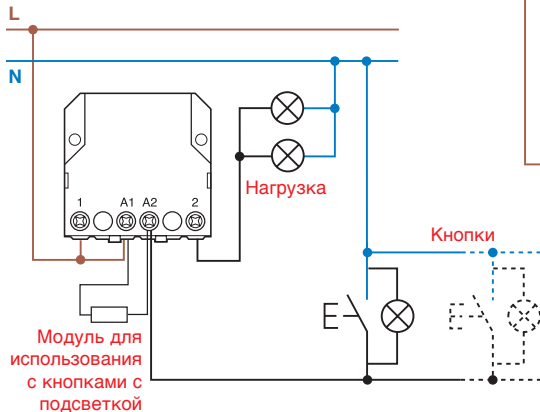 L
N
1 A1 A2 2
Нагрузка
Кнопки
Модуль для
использования
с кнопками с
подсветкой